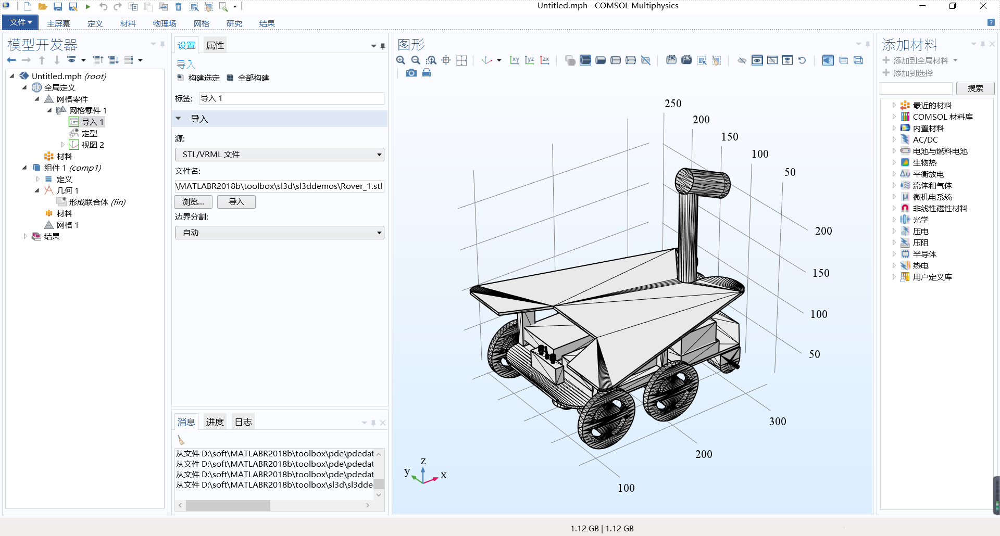 Untitled.mph - COMSOL Multiphysics
文件 主屏幕 定义 材料 物理场 网格 研究 结果
模型开发器
Untitled.mph (root)
全局定义
网格零件
网格零件 1
导入 1
定型
视图 2
材料
组件 1 (comp1)
定义
几何 1
形成联合体 (fin)
材料
网格 1
结果
设置 属性
导入
构建选定 全部构建
标签: 导入 1
导入
源:
STL/VRML 文件
文件名:
\MATLABR2018b\toolbox\sl3d\sl3ddemos\Rover_1.stl
浏览... 导入
边界分割:
自动
消息 进度 日志
从文件 D:\soft\MATLABR2018b\toolbox\pde\pdedat
从文件 D:\soft\MATLABR2018b\toolbox\pde\pdedat
从文件 D:\soft\MATLABR2018b\toolbox\pde\pdedat
从文件 D:\soft\MATLABR2018b\toolbox\sl3d\sl3dde
图形
xy yz zx
250
200
150
100
50
200
150
100
50
300
200
100
z
y
x
添加材料
添加到全局材料
添加到选择
搜索
最近的材料
COMSOL 材料库
内置材料
AC/DC
电池与燃料电池
生物热
平衡放电
流体和气体
微机电系统
非线性磁性材料
光学
压电
压阻
半导体
热电
用户定义库
1.12 GB | 1.12 GB